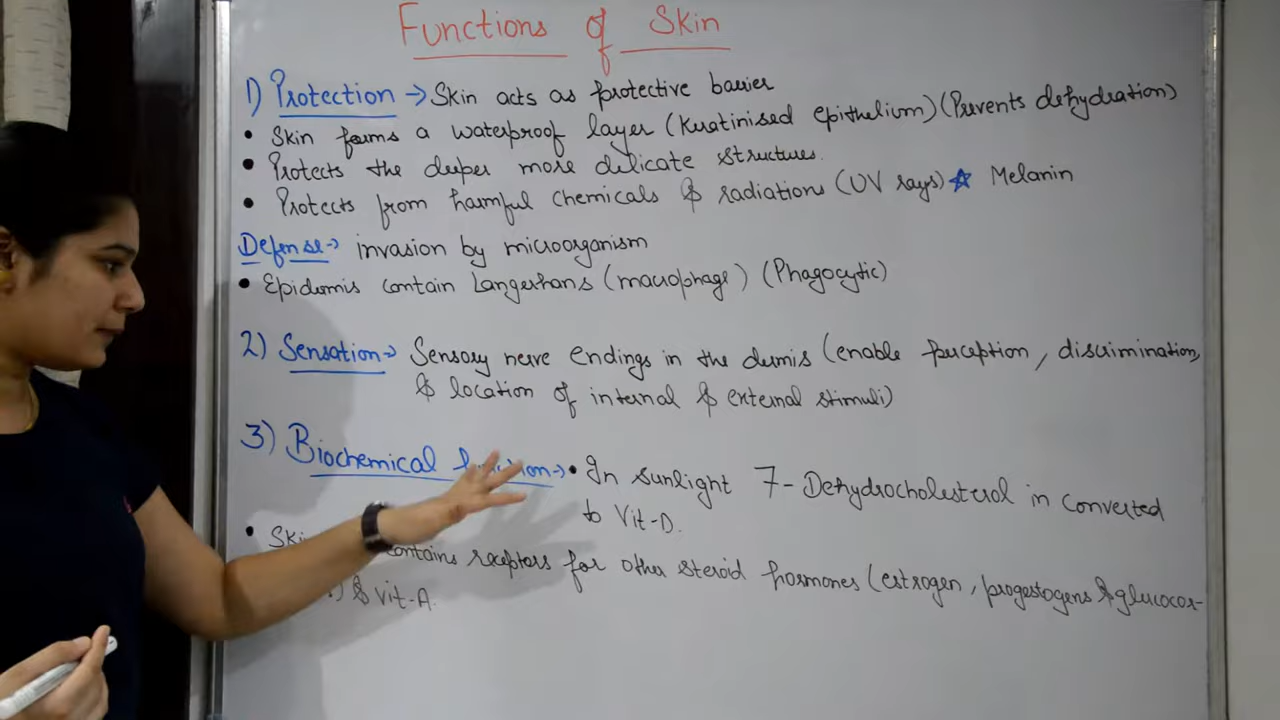 Functions of Skin
1) Protection → Skin acts as protective barrier
• Skin forms a waterproof layer (Keratinised epithelium) (Prevents dehydration)
• Protects the deeper more delicate structures.
• Protects from harmful chemicals & radiations (UV rays) ★ Melanin
Defense → invasion by microorganism
• Epidermis contain Langerhans (macrophage) (Phagocytic)
2) Sensation → Sensory nerve endings in the dermis (enable perception, discrimination,
& location of internal & external stimuli)
3) Biochemical → • In sunlight 7-Dehydrocholesterol in converted
to Vit-D.
• contains receptors for other steroid hormones (estrogen, progestogens & glucocor-
) & Vit-A.